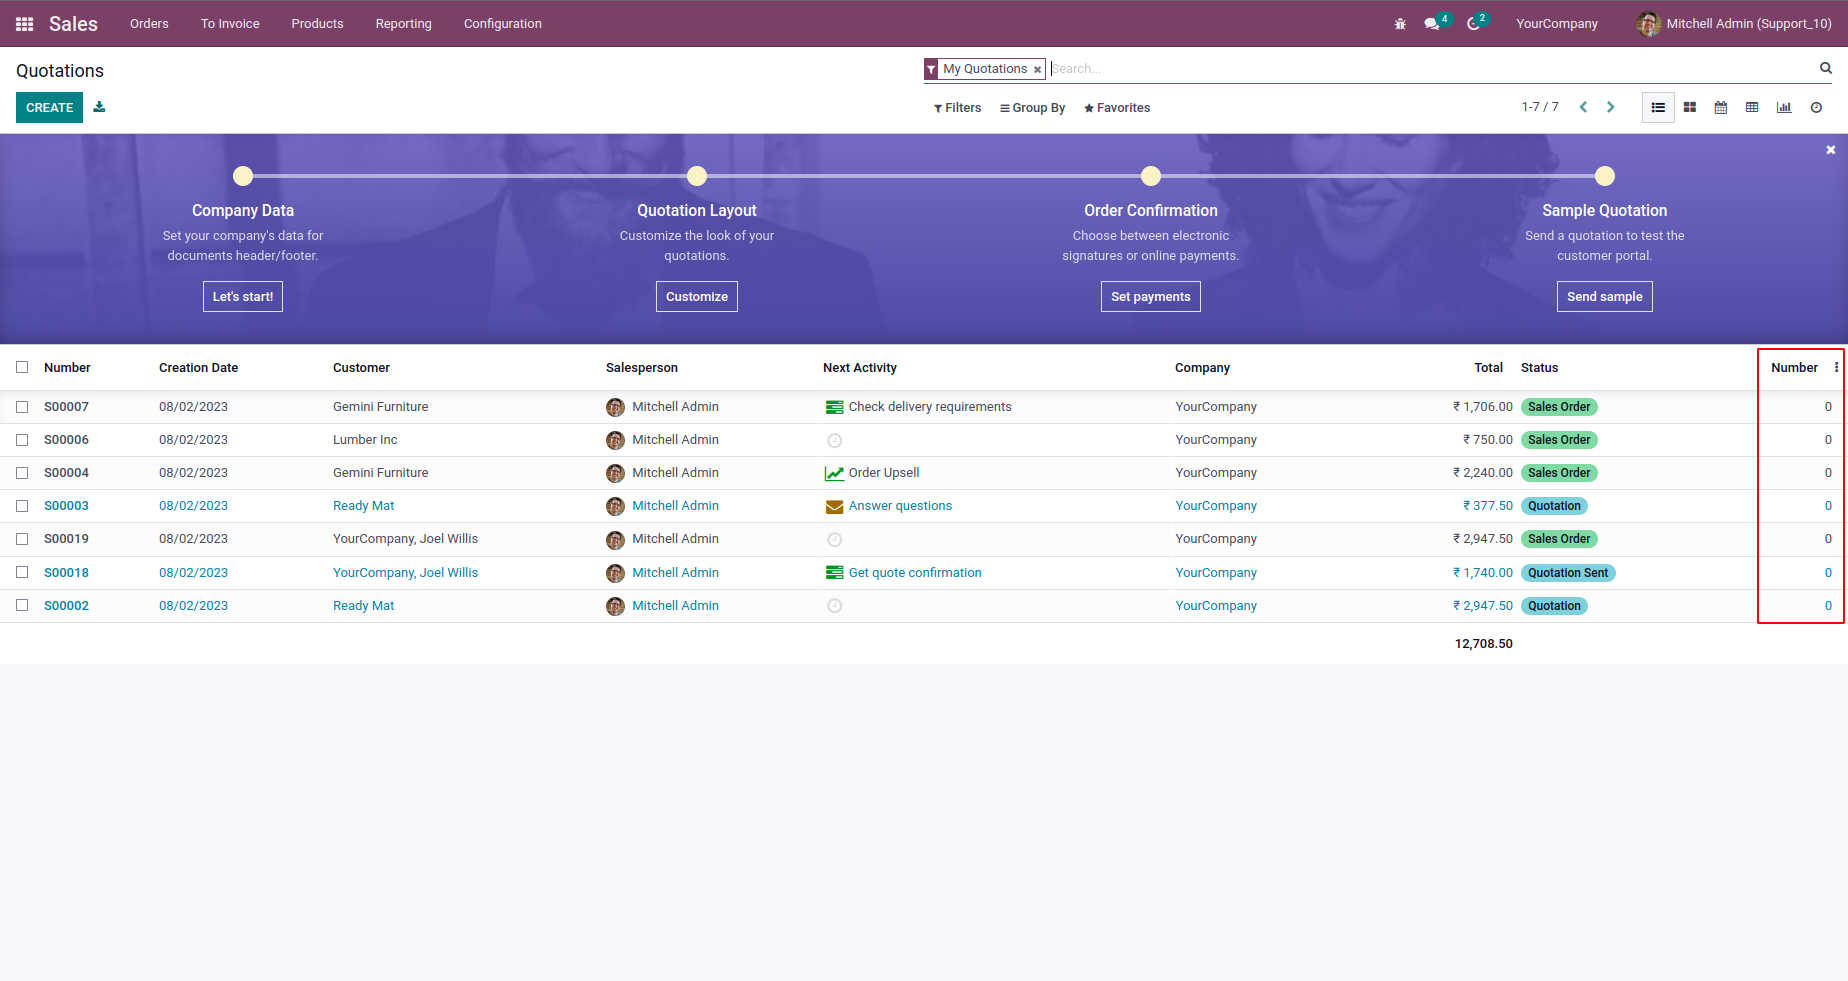 Sales Orders To Invoice Products Reporting Configuration 4 2 YourCompany Mitchell Admin (Support_10)
Quotations
My Quotations × Search...
CREATE
Filters Group By Favorites 1-7 / 7
Company Data
Set your company's data for
documents header/footer.
Let's start!
Quotation Layout
Customize the look of your
quotations.
Customize
Order Confirmation
Choose between electronic
signatures or online payments.
Set payments
Sample Quotation
Send a quotation to test the
customer portal.
Send sample
Number Creation Date Customer Salesperson Next Activity Company Total Status Number
S00007 08/02/2023 Gemini Furniture Mitchell Admin Check delivery requirements YourCompany ₹ 1,706.00 Sales Order 0
S00006 08/02/2023 Lumber Inc Mitchell Admin YourCompany ₹ 750.00 Sales Order 0
S00004 08/02/2023 Gemini Furniture Mitchell Admin Order Upsell YourCompany ₹ 2,240.00 Sales Order 0
S00003 08/02/2023 Ready Mat Mitchell Admin Answer questions YourCompany ₹ 377.50 Quotation 0
S00019 08/02/2023 YourCompany, Joel Willis Mitchell Admin YourCompany ₹ 2,947.50 Sales Order 0
S00018 08/02/2023 YourCompany, Joel Willis Mitchell Admin Get quote confirmation YourCompany ₹ 1,740.00 Quotation Sent 0
S00002 08/02/2023 Ready Mat Mitchell Admin YourCompany ₹ 2,947.50 Quotation 0
12,708.50